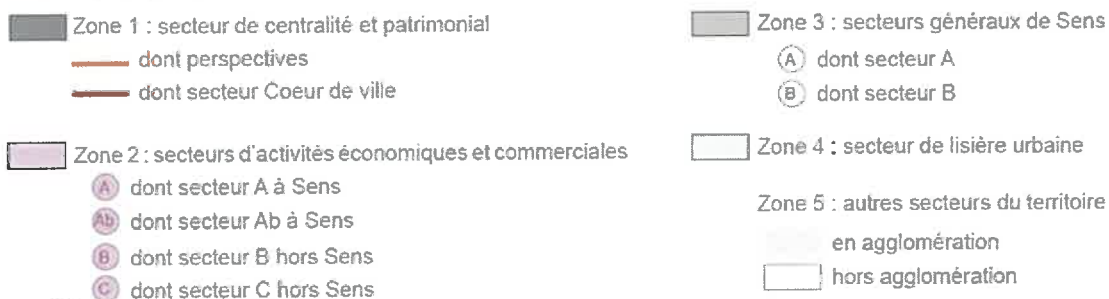 Zone 1 : secteur de centralité et patrimonial
dont perspectives
dont secteur Coeur de ville
Zone 2 : secteurs d'activités économiques et commerciales
A dont secteur A à Sens
Ab dont secteur Ab à Sens
B dont secteur B hors Sens
C dont secteur C hors Sens
Zone 3 : secteurs généraux de Sens
A dont secteur A
B dont secteur B
Zone 4 : secteur de lisière urbaine
Zone 5 : autres secteurs du territoire
en agglomération
hors agglomération